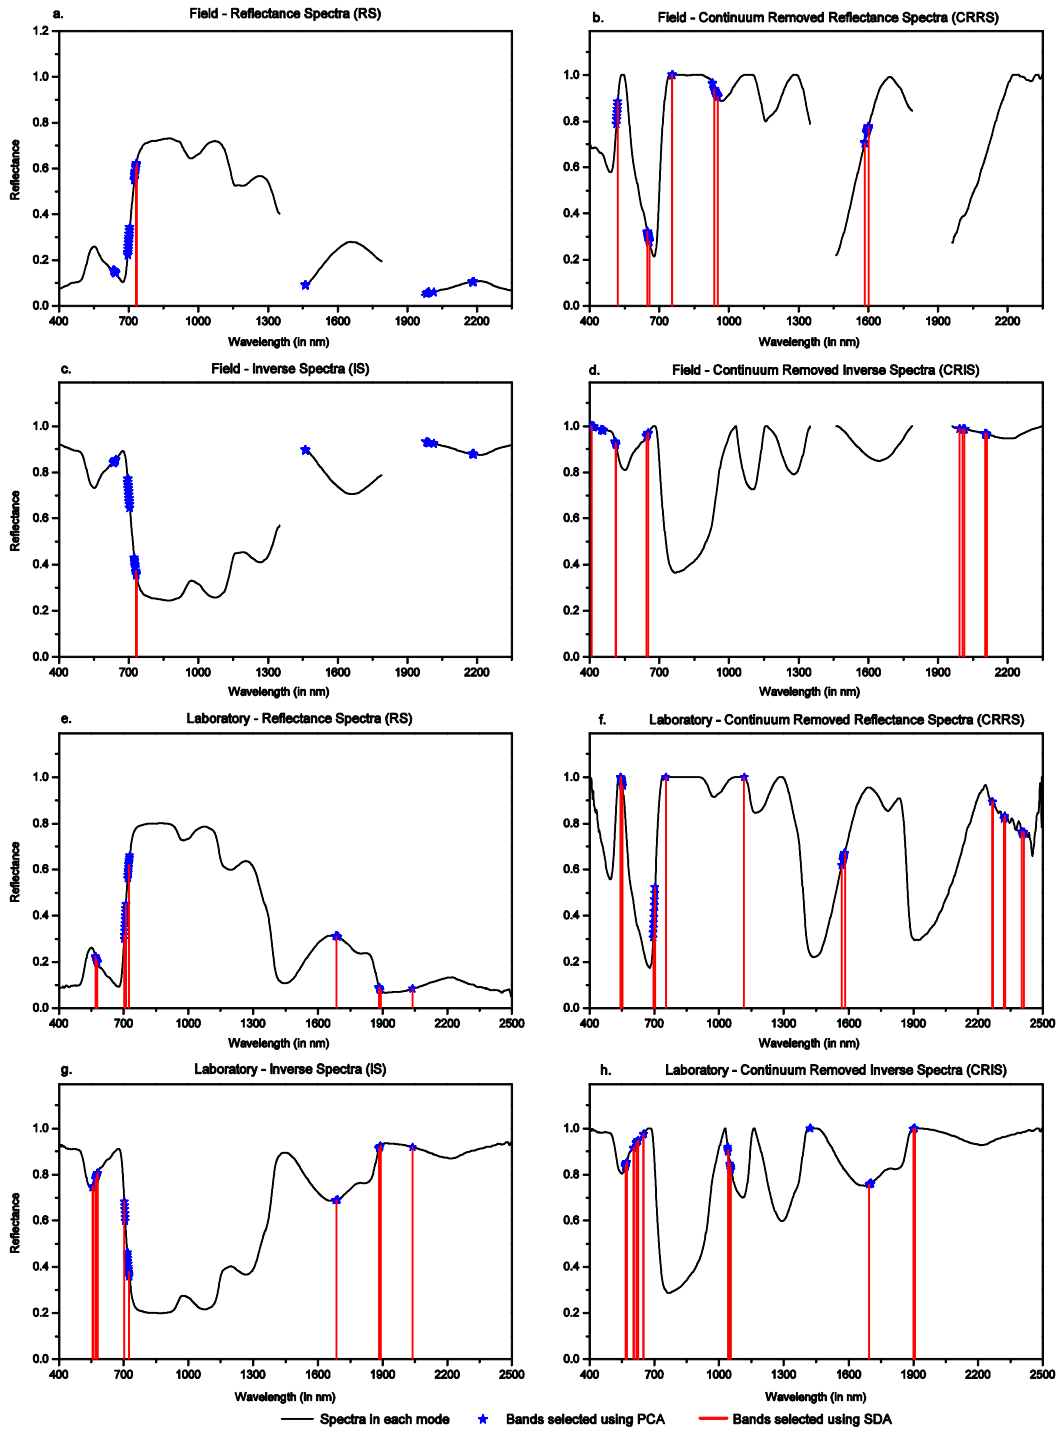 a. Field - Reflectance Spectra (RS)
1.2
1.0
0.8
0.6
0.4
0.2
0.0
Reflectance
400 700 1000 1300 1600 1900 2200
Wavelength (in nm)
b. Field - Continuum Removed Reflectance Spectra (CRRS)
1.0
0.8
0.6
0.4
0.2
0.0
400 700 1000 1300 1600 1900 2200
Wavelength (in nm)
c. Field - Inverse Spectra (IS)
1.0
0.8
0.6
0.4
0.2
0.0
Reflectance
400 700 1000 1300 1600 1900 2200
Wavelength (in nm)
d. Field - Continuum Removed Inverse Spectra (CRIS)
1.0
0.8
0.6
0.4
0.2
0.0
400 700 1000 1300 1600 1900 2200
Wavelength (in nm)
e. Laboratory - Reflectance Spectra (RS)
1.0
0.8
0.6
0.4
0.2
0.0
Reflectance
400 700 1000 1300 1600 1900 2200 2500
Wavelength (in nm)
f. Laboratory - Continuum Removed Reflectance Spectra (CRRS)
1.0
0.8
0.6
0.4
0.2
0.0
400 700 1000 1300 1600 1900 2200 2500
Wavelength (in nm)
g. Laboratory - Inverse Spectra (IS)
1.0
0.8
0.6
0.4
0.2
0.0
Reflectance
400 700 1000 1300 1600 1900 2200 2500
Wavelength (in nm)
h. Laboratory - Continuum Removed Inverse Spectra (CRIS)
1.0
0.8
0.6
0.4
0.2
0.0
400 700 1000 1300 1600 1900 2200 2500
Wavelength (in nm)
Spectra in each mode Bands selected using PCA Bands selected using SDA